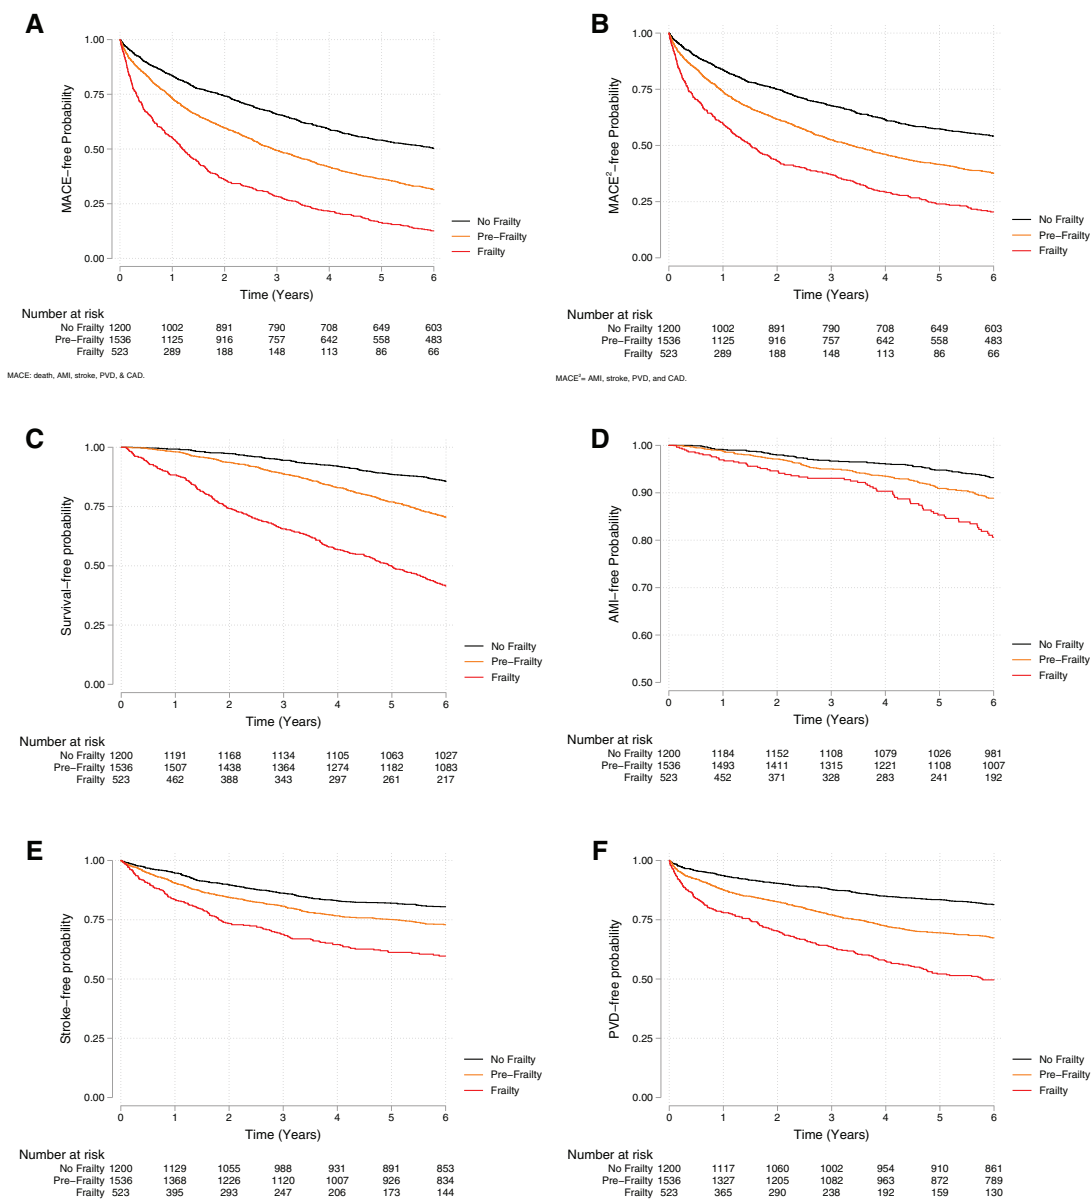 A
1.00
0.75
0.50
0.25
0.00
MACE−free Probability
0 1 2 3 4 5 6
Time (Years)
No Frailty
Pre−Frailty
Frailty
Number at risk
No Frailty 1200 1002 891 790 708 649 603
Pre−Frailty 1536 1125 916 757 642 558 483
Frailty 523 289 188 148 113 86 66
MACE: death, AMI, stroke, PVD, & CAD.
B
1.00
0.75
0.50
0.25
0.00
MACE²−free Probability
0 1 2 3 4 5 6
Time (Years)
No Frailty
Pre−Frailty
Frailty
Number at risk
No Frailty 1200 1002 891 790 708 649 603
Pre−Frailty 1536 1125 916 757 642 558 483
Frailty 523 289 188 148 113 86 66
MACE²= AMI, stroke, PVD, and CAD.
C
1.00
0.75
0.50
0.25
0.00
Survival−free probability
0 1 2 3 4 5 6
Time (Years)
No Frailty
Pre−Frailty
Frailty
Number at risk
No Frailty 1200 1191 1168 1134 1105 1063 1027
Pre−Frailty 1536 1507 1438 1364 1274 1182 1083
Frailty 523 462 388 343 297 261 217
D
1.00
0.90
0.80
0.70
0.60
0.50
AMI−free Probability
0 1 2 3 4 5 6
Time (Years)
No Frailty
Pre−Frailty
Frailty
Number at risk
No Frailty 1200 1184 1152 1108 1079 1026 981
Pre−Frailty 1536 1493 1411 1315 1221 1108 1007
Frailty 523 452 371 328 283 241 192
E
1.00
0.75
0.50
0.25
0.00
Stroke−free probability
0 1 2 3 4 5 6
Time (Years)
No Frailty
Pre−Frailty
Frailty
Number at risk
No Frailty 1200 1129 1055 988 931 891 853
Pre−Frailty 1536 1368 1226 1120 1007 926 834
Frailty 523 395 293 247 206 173 144
F
1.00
0.75
0.50
0.25
0.00
PVD−free probability
0 1 2 3 4 5 6
Time (Years)
No Frailty
Pre−Frailty
Frailty
Number at risk
No Frailty 1200 1117 1060 1002 954 910 861
Pre−Frailty 1536 1327 1205 1082 963 872 789
Frailty 523 365 290 238 192 159 130